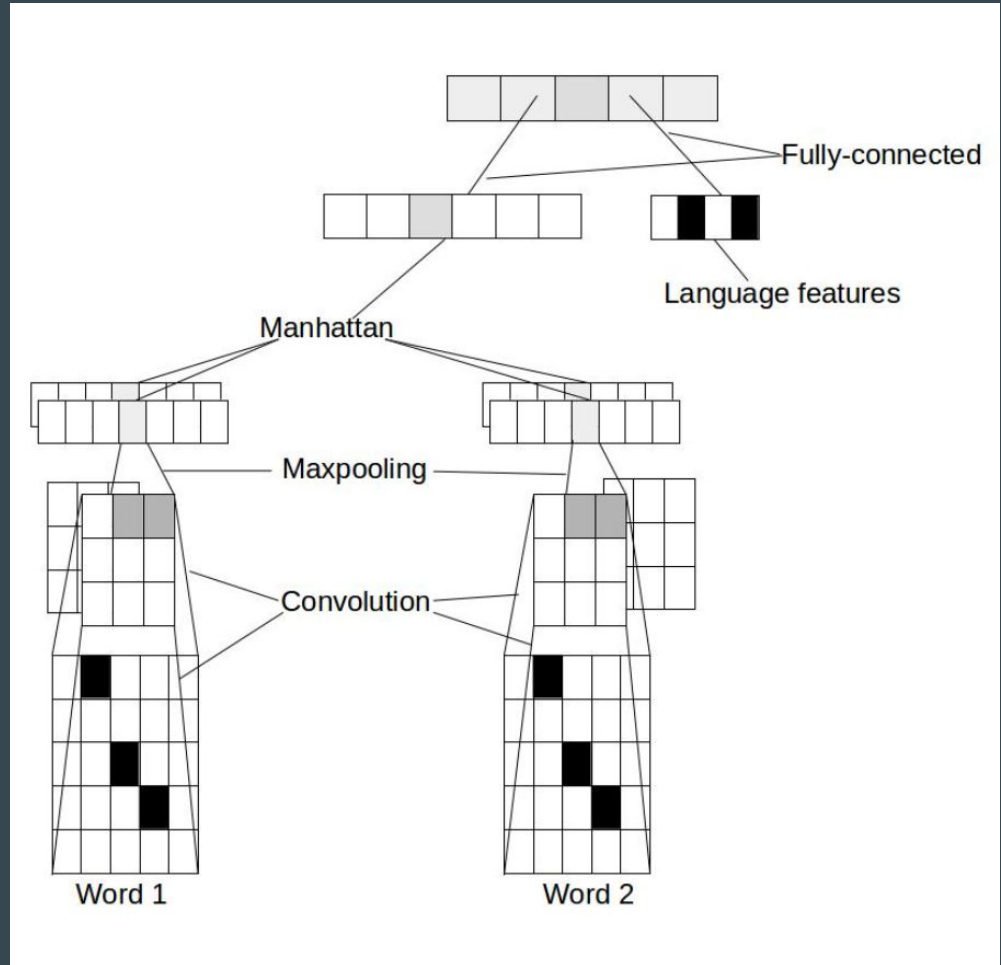 Fully-connected
Language features
Manhattan
Maxpooling
Convolution
Word 1
Word 2